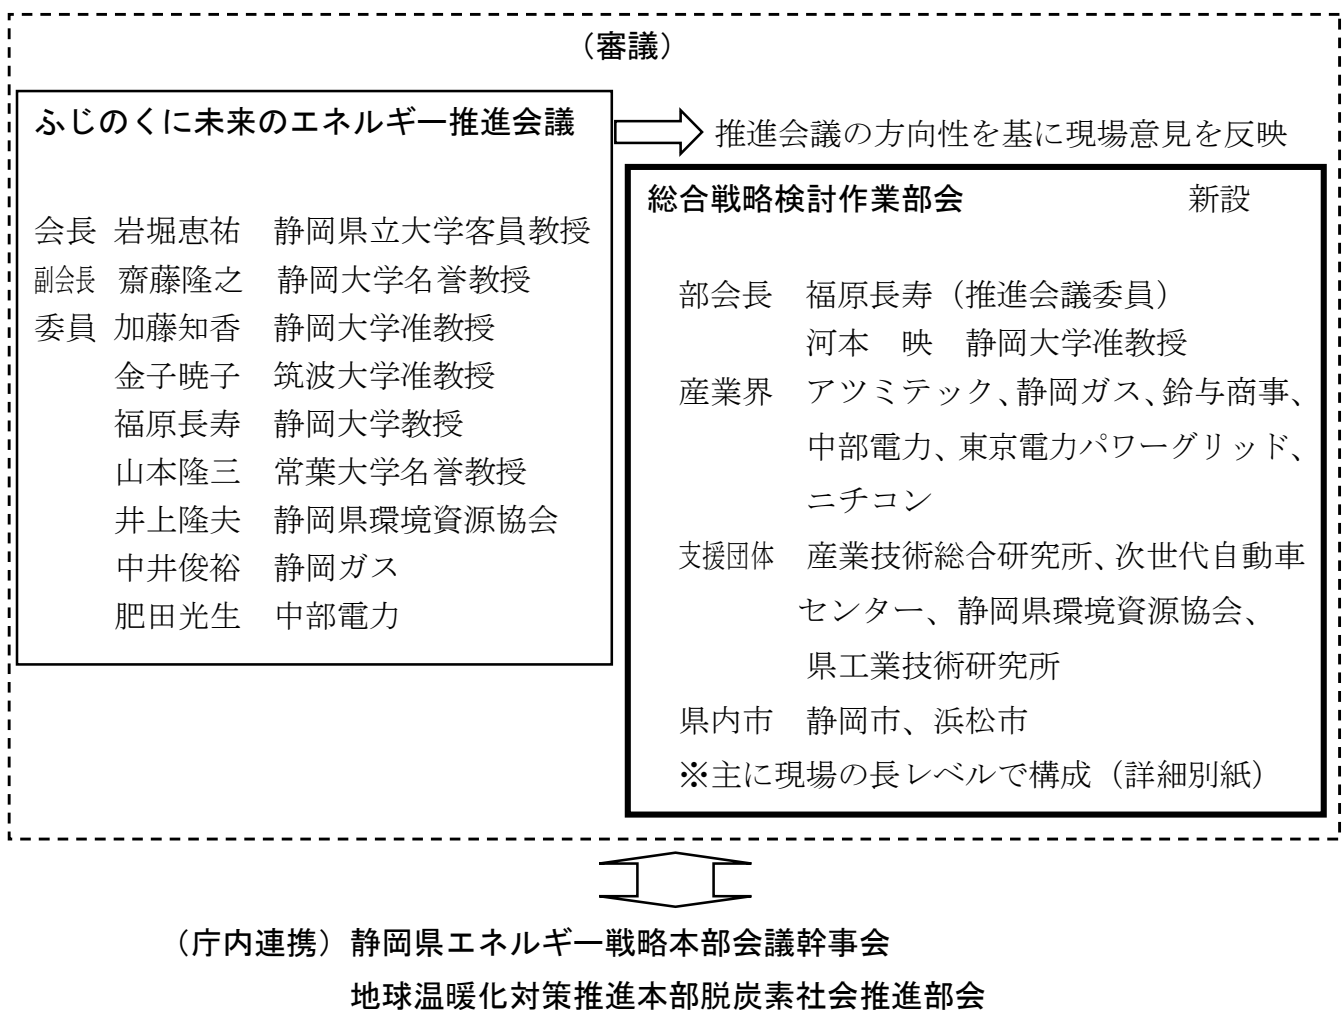 （審議）
ふじのくに未来のエネルギー推進会議
会長 岩堀恵祐 静岡県立大学客員教授
副会長 齋藤隆之 静岡大学名誉教授
委員 加藤知香 静岡大学准教授
金子暁子 筑波大学准教授
福原長寿 静岡大学教授
山本隆三 常葉大学名誉教授
井上隆夫 静岡県環境資源協会
中井俊裕 静岡ガス
肥田光生 中部電力
推進会議の方向性を基に現場意見を反映
総合戦略検討作業部会 新設
部会長 福原長寿（推進会議委員）
河本 映 静岡大学准教授
産業界 アツミテック、静岡ガス、鈴与商事、
中部電力、東京電力パワーグリッド、
ニチコン
支援団体 産業技術総合研究所、次世代自動車
センター、静岡県環境資源協会、
県工業技術研究所
県内市 静岡市、浜松市
※主に現場の長レベルで構成（詳細別紙）
（庁内連携）静岡県エネルギー戦略本部会議幹事会
地球温暖化対策推進本部脱炭素社会推進部会